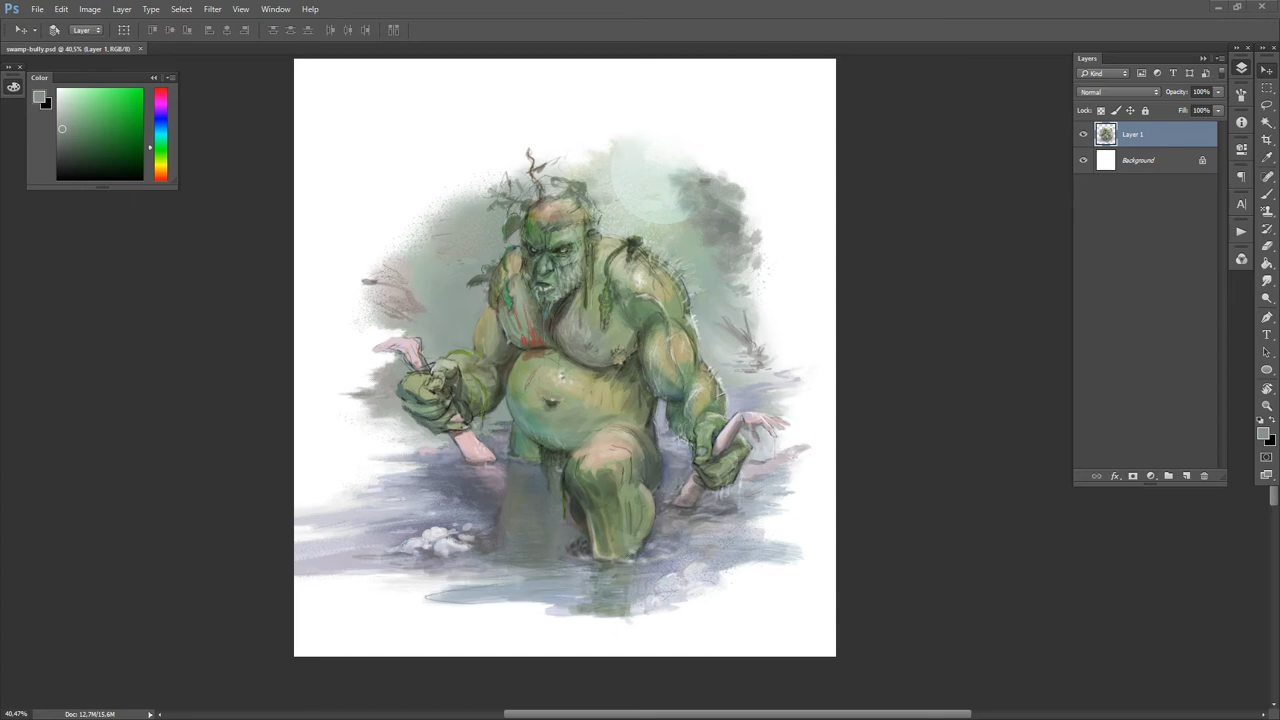 Ps File Edit Image Layer Type Select Filter View Window Help
Layer
swamp-bully.psd @ 40,5% (Layer 1, RGB/8)
Color
Layers
Kind
Normal Opacity: 100%
Lock: Fill: 100%
Layer 1
Background
40,47% Doc: 12,7M/15,6M